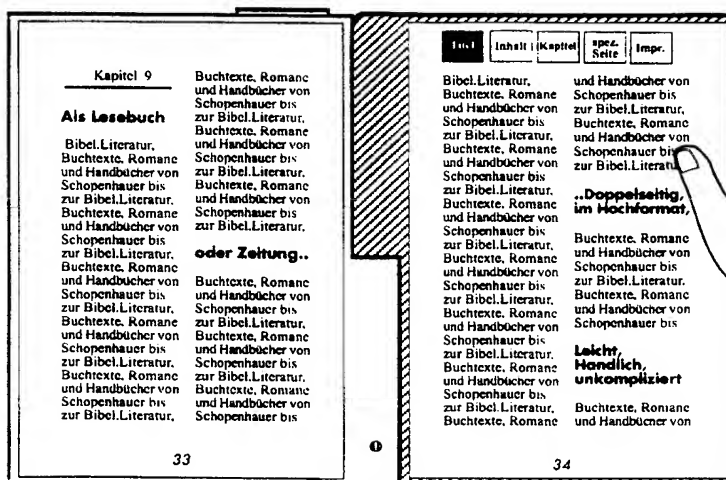 Kapitel 9
Als Lesebuch
Bibel.Literatur,
Buchtexte, Romane
und Handbücher von
Schopenhauer bis
zur Bibel.Literatur.
Buchtexte, Romane
und Handbücher von
Schopenhauer bis
zur Bibel.Literatur.
Buchtexte, Romane
und Handbücher von
Schopenhauer bis
zur Bibel.Literatur,
Buchtexte, Romane
und Handbücher von
Schopenhauer bis
zur Bibel.Literatur.
Buchtexte, Romane
und Handbücher von
Schopenhauer bis
zur Bibel.Literatur,
Buchtexte, Romane
und Handbücher von
Schopenhauer bis
zur Bibel.Literatur,
Buchtexte, Romane
und Handbücher von
Schopenhauer bis
zur Bibel.Literatur.
Buchtexte, Romane
und Handbücher von
Schopenhauer bis
zur Bibel.Literatur,
oder Zeitung..
Buchtexte, Romane
und Handbücher von
Schopenhauer bis
zur Bibel.Literatur,
Buchtexte, Romane
und Handbücher von
Schopenhauer bis
zur Bibel.Literatur.
Buchtexte, Romane
und Handbücher von
Schopenhauer bis
33
Titel
Inhalt
Kapitel
spez.
Seite
Impr.
Bibel.Literatur,
Buchtexte, Romane
und Handbücher von
Schopenhauer bis
zur Bibel.Literatur,
Buchtexte, Romane
und Handbücher von
Schopenhauer bis
zur Bibel.Literatur.
Buchtexte, Romane
und Handbücher von
Schopenhauer bis
zur Bibel.Literatur,
Buchtexte, Romane
und Handbücher von
Schopenhauer bis
zur Bibel.Literatur.
Buchtexte, Romane
und Handbücher von
Schopenhauer bis
zur Bibel.Literatur.
Buchtexte, Romane
und Handbücher von
Schopenhauer bis
zur Bibel.Literatur,
Buchtexte, Romane
und Handbücher von
Schopenhauer bis
zur Bibel.Literatur,
Buchtexte, Romane
und Handbücher von
Schopenhauer bis
zur Bibel.Literatu
..Doppelseitig,
im Hochformat,
Buchtexte, Romane
und Handbücher von
Schopenhauer bis
zur Bibel.Literatur.
Buchtexte, Romane
und Handbücher von
Schopenhauer bis
Leicht,
Handlich,
unkompliziert
Buchtexte, Romane
und Handbücher von
34